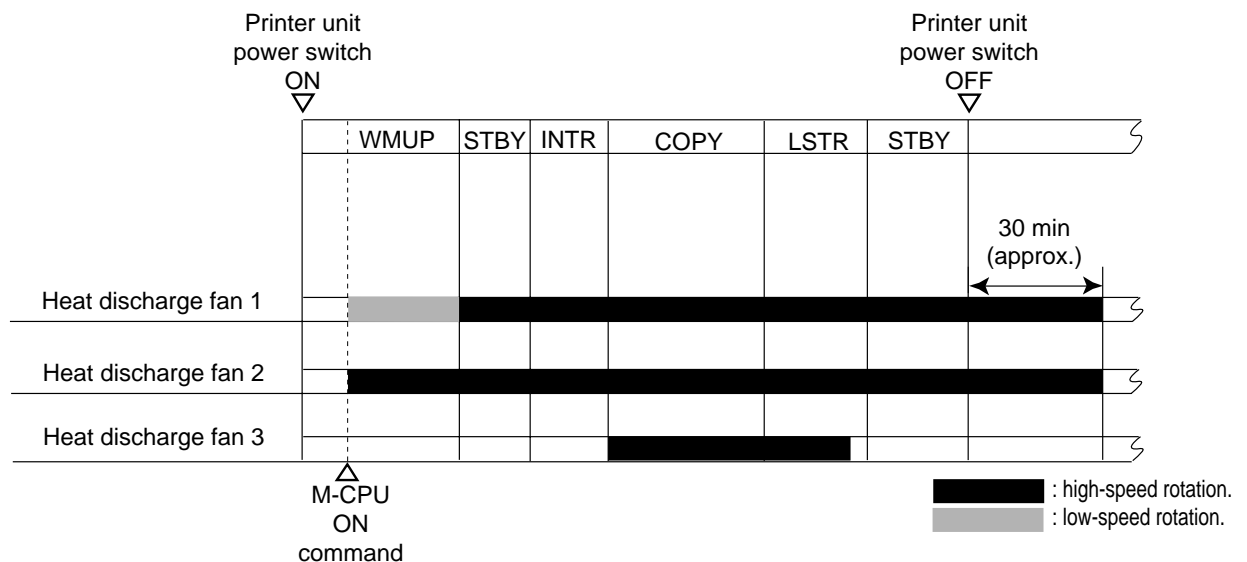 Printer unit
power switch
ON
Printer unit
power switch
OFF
WMUP STBY INTR COPY LSTR STBY
30 min
(approx.)
Heat discharge fan 1
Heat discharge fan 2
Heat discharge fan 3
M-CPU
ON
command
: high-speed rotation.
: low-speed rotation.